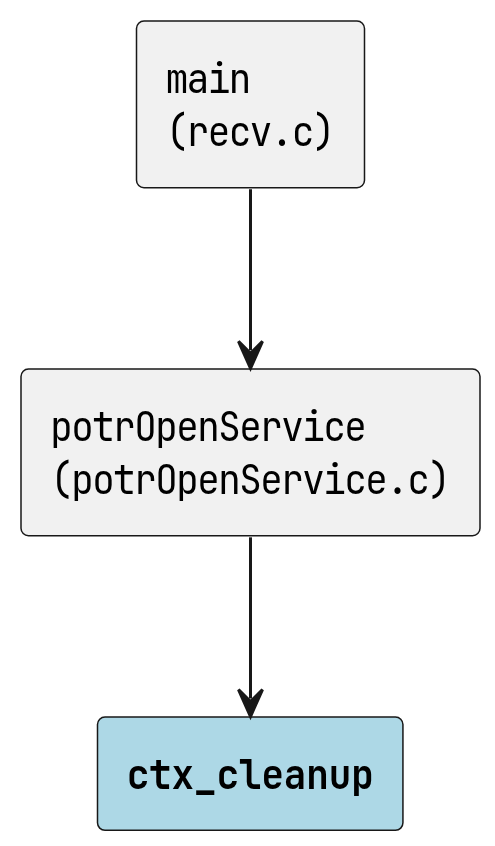 main
(recv.c)
potrOpenService
(potrOpenService.c)
ctx_cleanup